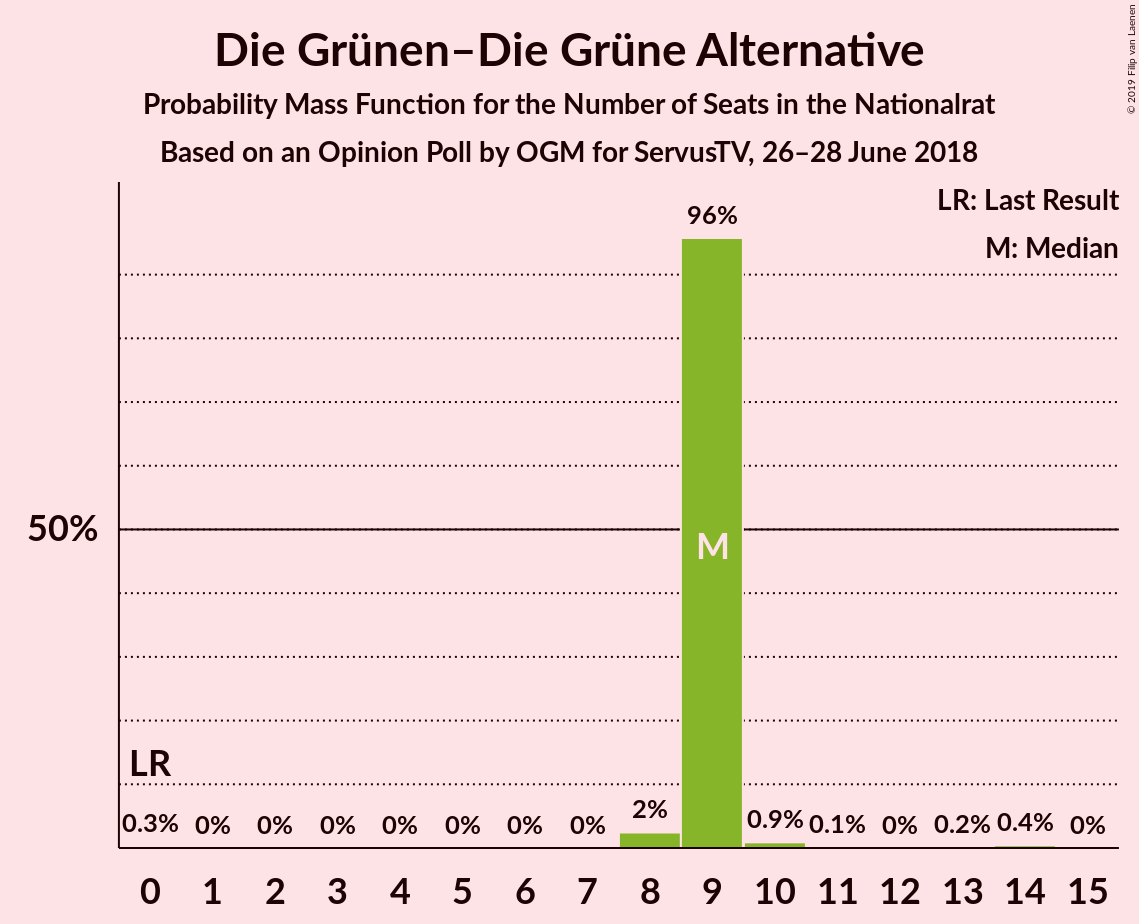 Die Grünen–Die Grüne Alternative
Probability Mass Function for the Number of Seats in the Nationalrat
Based on an Opinion Poll by OGM for ServusTV, 26–28 June 2018
© 2019 Filip van Laenen
LR: Last Result
M: Median
96%
50%
M
LR
0.3% 0% 0% 0% 0% 0% 0% 0% 2% 0.9% 0.1% 0% 0.2% 0.4% 0%
0 1 2 3 4 5 6 7 8 9 10 11 12 13 14 15